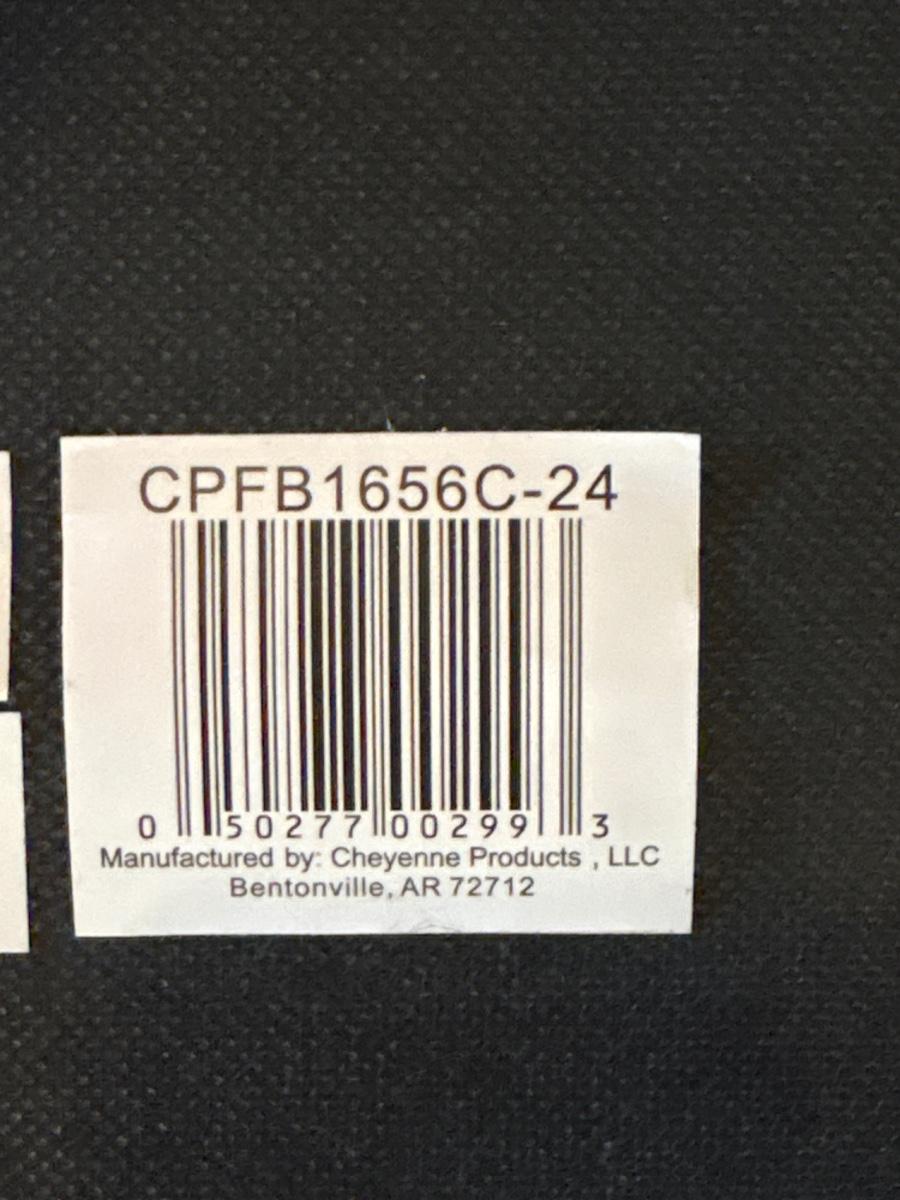 CPFB1656C-24
0 50277 00299 3
Manufactured by: Cheyenne Products , LLC
Bentonville, AR 72712